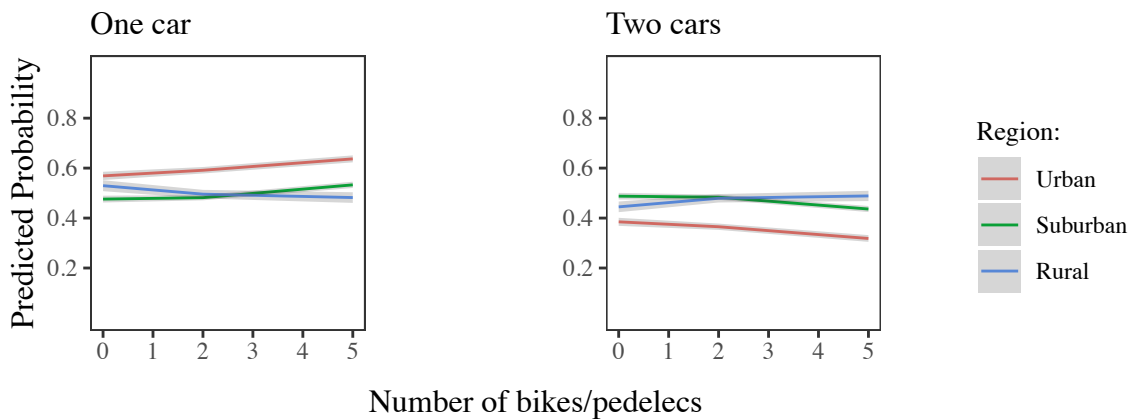 One car
Two cars
Predicted Probability
0.8
0.6
0.4
0.2
0 1 2 3 4 5
0.8
0.6
0.4
0.2
0 1 2 3 4 5
Number of bikes/pedelecs
Region:
Urban
Suburban
Rural